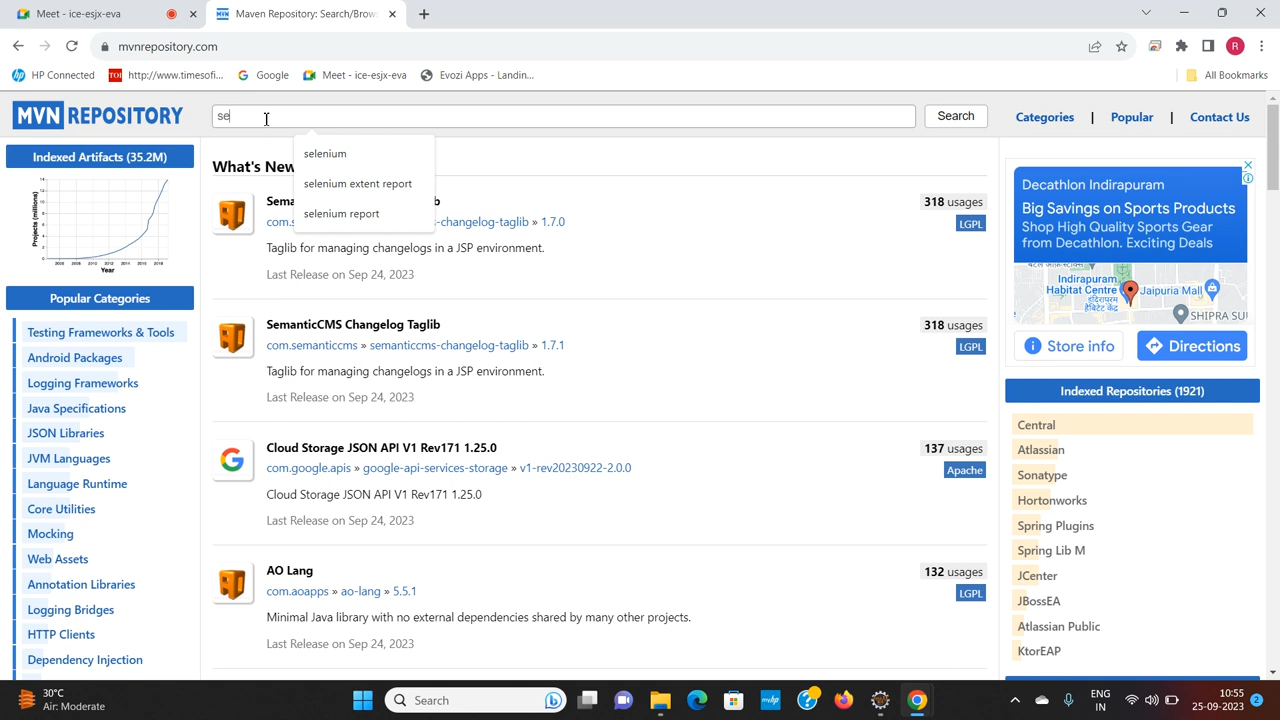 Meet - ice-esjx-eva
Maven Repository: Search/Brows
mvnrepository.com
R
HP Connected
TOI http://www.timesofi...
Google
Meet - ice-esjx-eva
Evozi Apps - Landin...
All Bookmarks
MVN REPOSITORY
se
Search
Categories | Popular | Contact Us
selenium
selenium extent report
selenium report
Indexed Artifacts (35.2M)
Projects (millions)
Year
Popular Categories
Testing Frameworks & Tools
Android Packages
Logging Frameworks
Java Specifications
JSON Libraries
JVM Languages
Language Runtime
Core Utilities
Mocking
Web Assets
Annotation Libraries
Logging Bridges
HTTP Clients
Dependency Injection
What's New
Sema
b
318 usages
com.s
-changelog-taglib » 1.7.0
LGPL
Taglib for managing changelogs in a JSP environment.
Last Release on Sep 24, 2023
SemanticCMS Changelog Taglib
318 usages
com.semanticcms » semanticcms-changelog-taglib » 1.7.1
LGPL
Taglib for managing changelogs in a JSP environment.
Last Release on Sep 24, 2023
Cloud Storage JSON API V1 Rev171 1.25.0
137 usages
com.google.apis » google-api-services-storage » v1-rev20230922-2.0.0
Apache
Cloud Storage JSON API V1 Rev171 1.25.0
Last Release on Sep 24, 2023
AO Lang
132 usages
com.aoapps » ao-lang » 5.5.1
LGPL
Minimal Java library with no external dependencies shared by many other projects.
Last Release on Sep 24, 2023
Decathlon Indirapuram
Big Savings on Sports Products
Shop High Quality Sports Gear
from Decathlon. Exciting Deals
Indirapuram
Habitat Centre
इंदिरापुरम
हैबिटेट सेंटर
Jaipuria Mall
SHIPRA SU
Store info
Directions
Indexed Repositories (1921)
Central
Atlassian
Sonatype
Hortonworks
Spring Plugins
Spring Lib M
JCenter
JBossEA
Atlassian Public
KtorEAP
30°C
Air: Moderate
Search
ENG
IN
10:55
25-09-2023
2